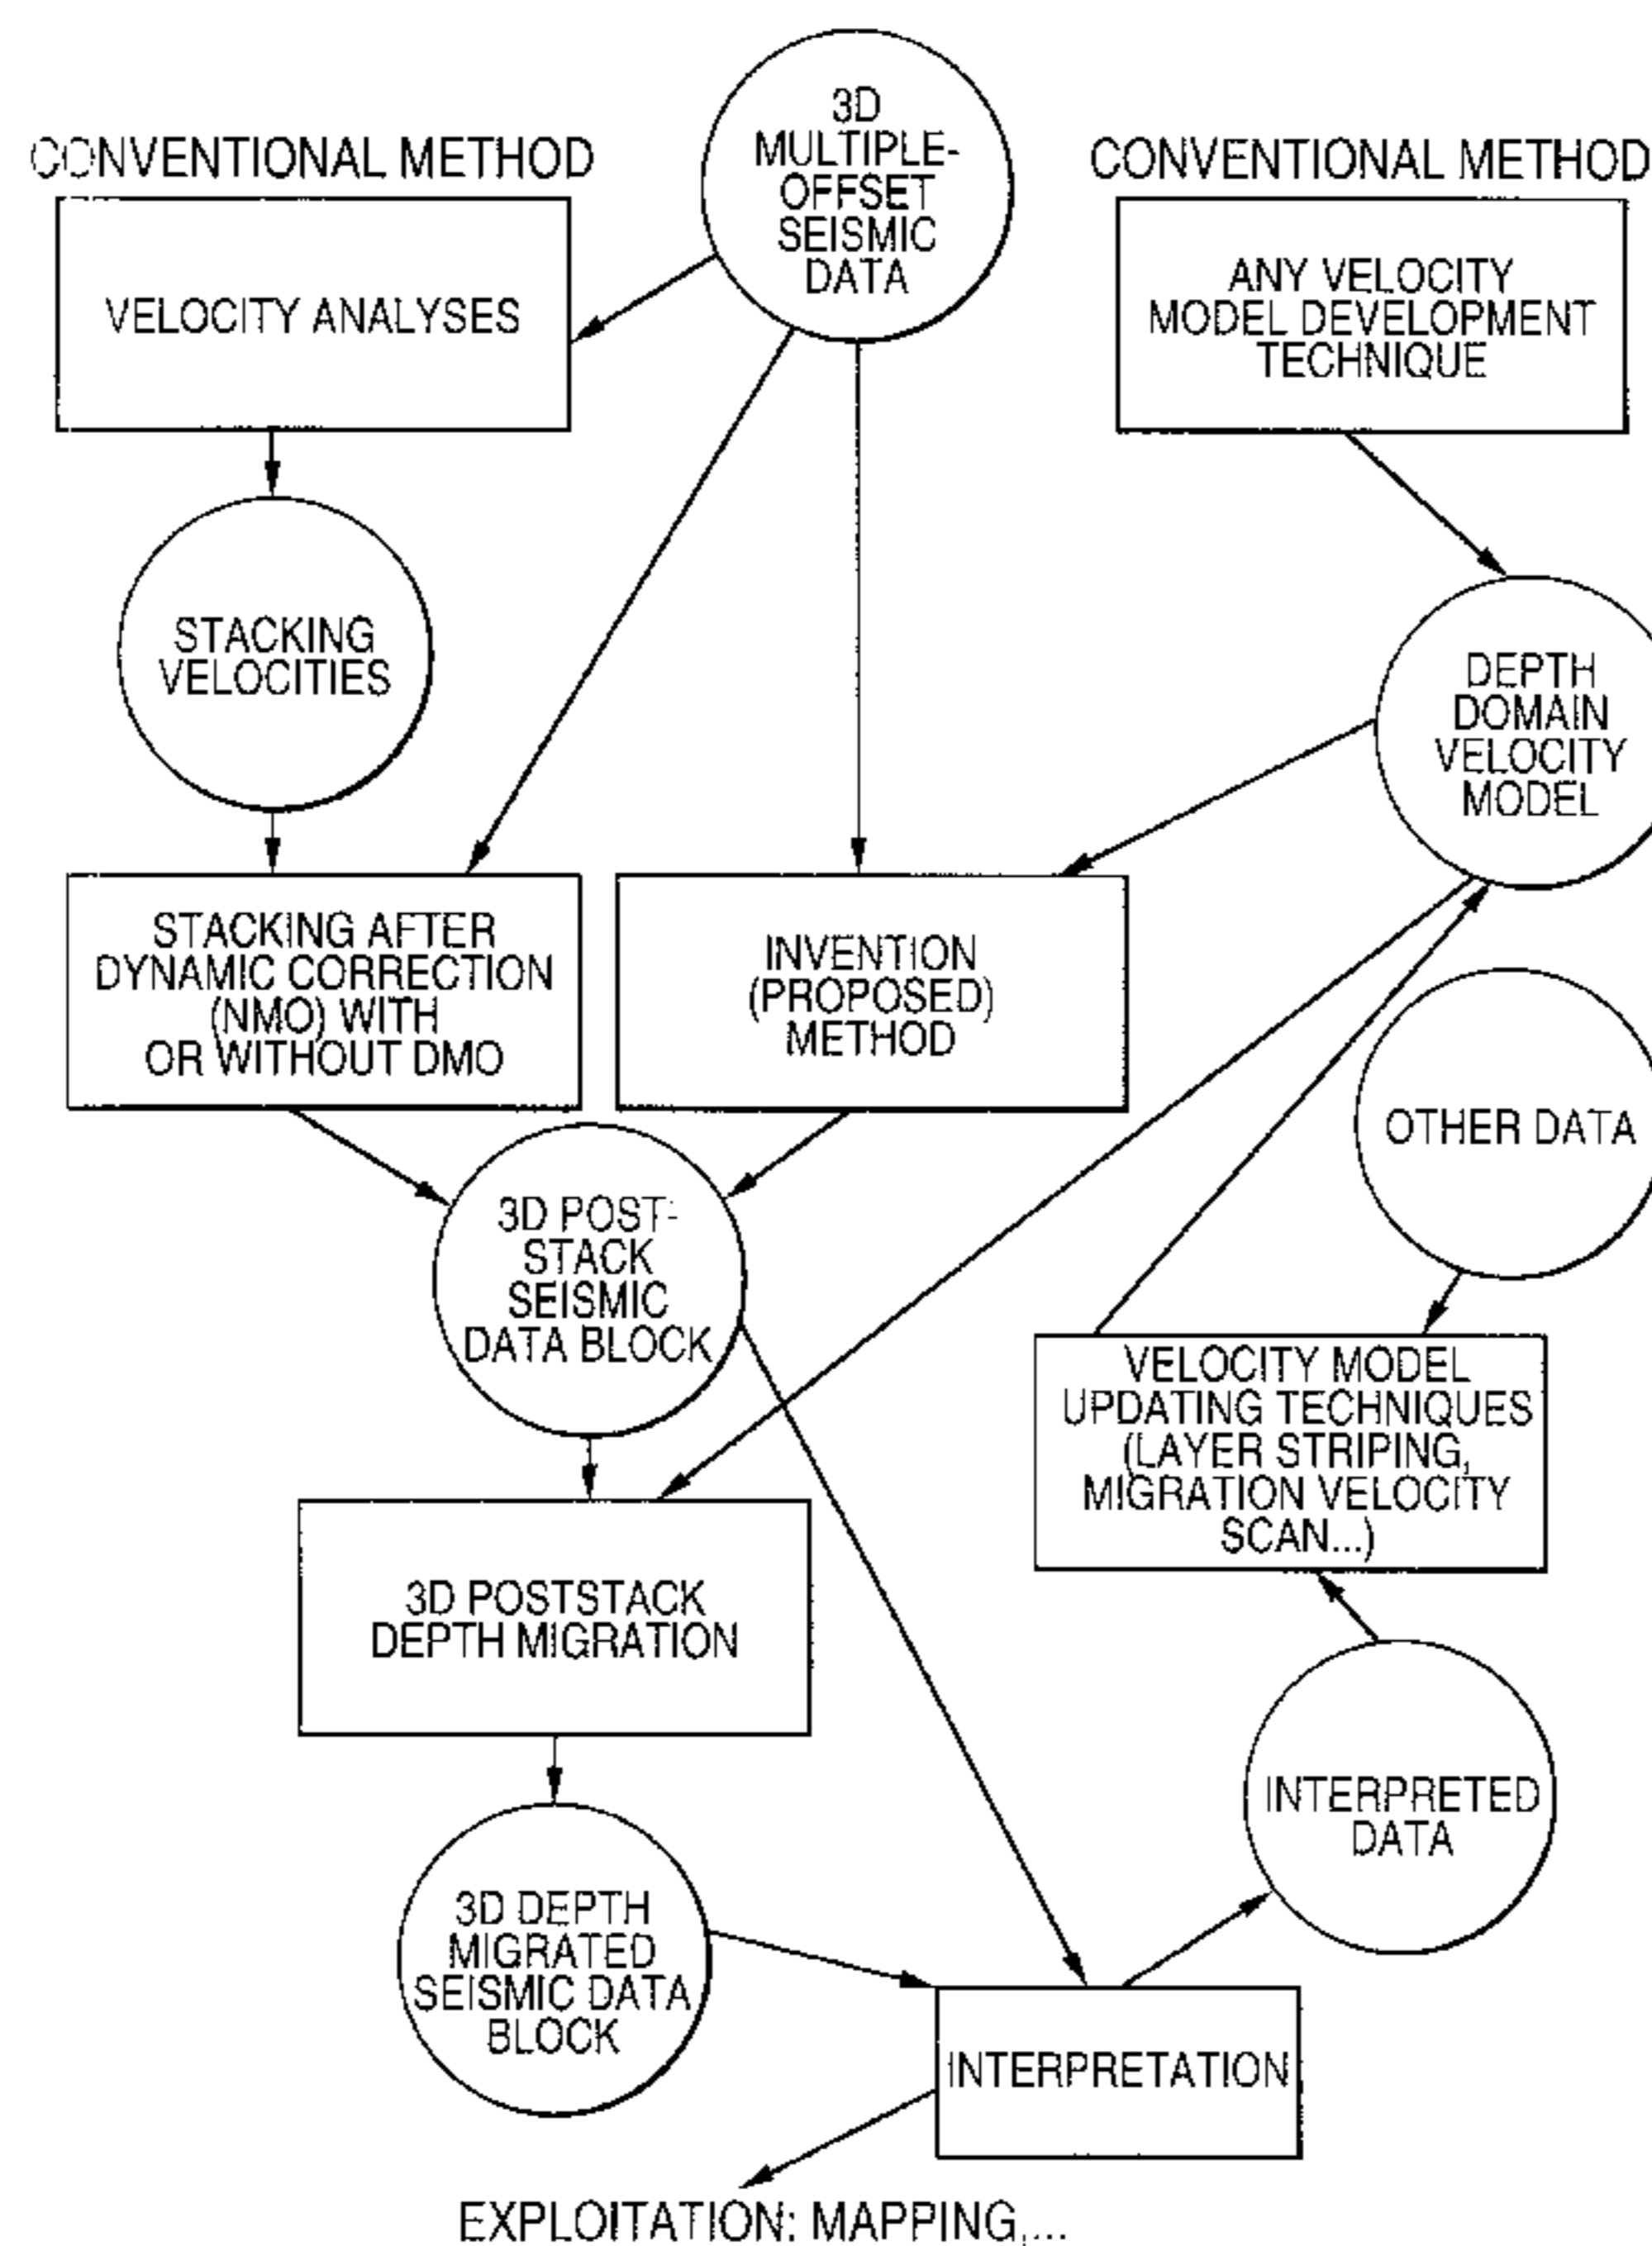 3D
MULTIPLE-
OFFSET
SEISMIC
DATA
CONVENTIONAL METHOD
CONVENTIONAL METHOD
VELOCITY ANALYSES
ANY VELOCITY
MODEL DEVELOPMENT
TECHNIQUE
STACKING
VELOCITIES
DEPTH
DOMAIN
VELOCITY
MODEL
STACKING AFTER
DYNAMIC CORRECTION
(NMO) WITH
OR WITHOUT DMO
INVENTION
(PROPOSED)
METHOD
OTHER DATA
3D POST-
STACK
SEISMIC
DATA BLOCK
VELOCITY MODEL
UPDATING TECHNIQUES
(LAYER STRIPING,
MIGRATION VELOCITY
SCAN...)
3D POSTSTACK
DEPTH MIGRATION
INTERPRETED
DATA
3D DEPTH
MIGRATED
SEISMIC DATA
BLOCK
INTERPRETATION
EXPLOITATION: MAPPING,...